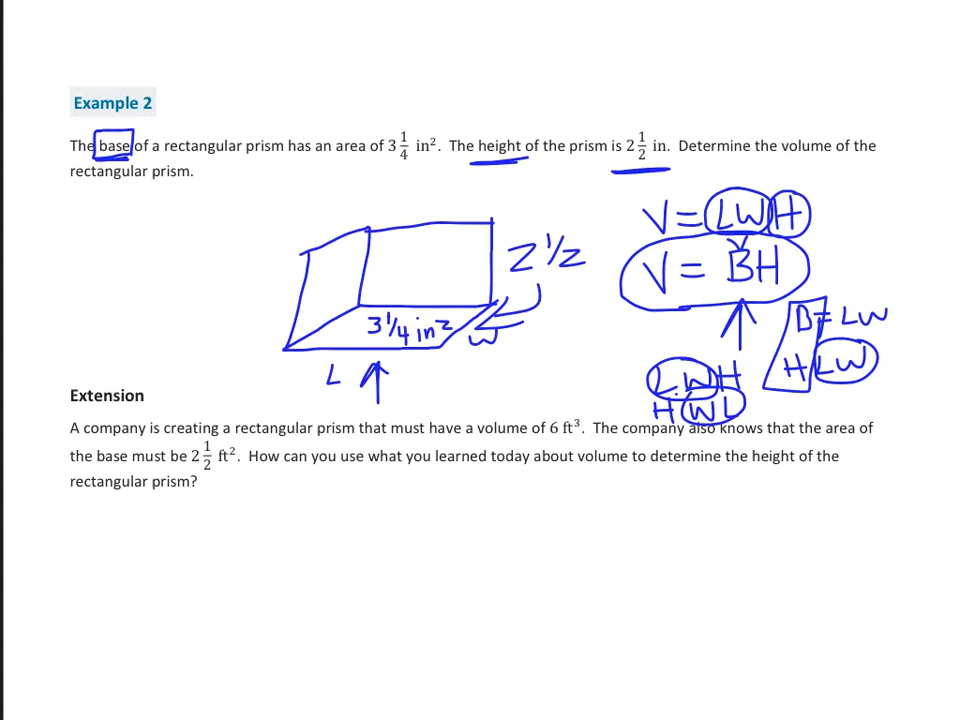 Example 2
The base of a rectangular prism has an area of 3 1/4 in². The height of the prism is 2 1/2 in. Determine the volume of the
rectangular prism.
V = LWH
2 1/2
V = BH
3 1/4 in²
W
B = LW
H LW
L
LWH
HWL
Extension
A company is creating a rectangular prism that must have a volume of 6 ft³. The company also knows that the area of
the base must be 2 1/2 ft². How can you use what you learned today about volume to determine the height of the
rectangular prism?